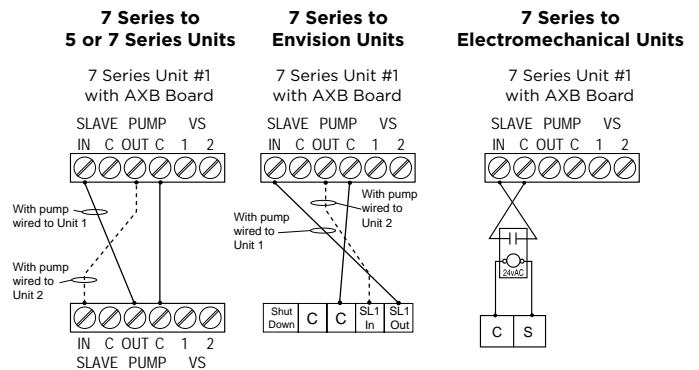 7 Series to
5 or 7 Series Units
7 Series Unit #1
with AXB Board
SLAVE PUMP VS
IN C OUT C 1 2
With pump
wired to Unit 1
With pump
wired to
Unit 2
IN C OUT C 1 2
SLAVE PUMP VS
7 Series to
Envision Units
7 Series Unit #1
with AXB Board
SLAVE PUMP VS
IN C OUT C 1 2
With pump
wired to
Unit 2
With pump
wired to
Unit 1
Shut
Down
C
C
SL1
In
SL1
Out
7 Series to
Electromechanical Units
7 Series Unit #1
with AXB Board
SLAVE PUMP VS
IN C OUT C 1 2
24vAC
C S